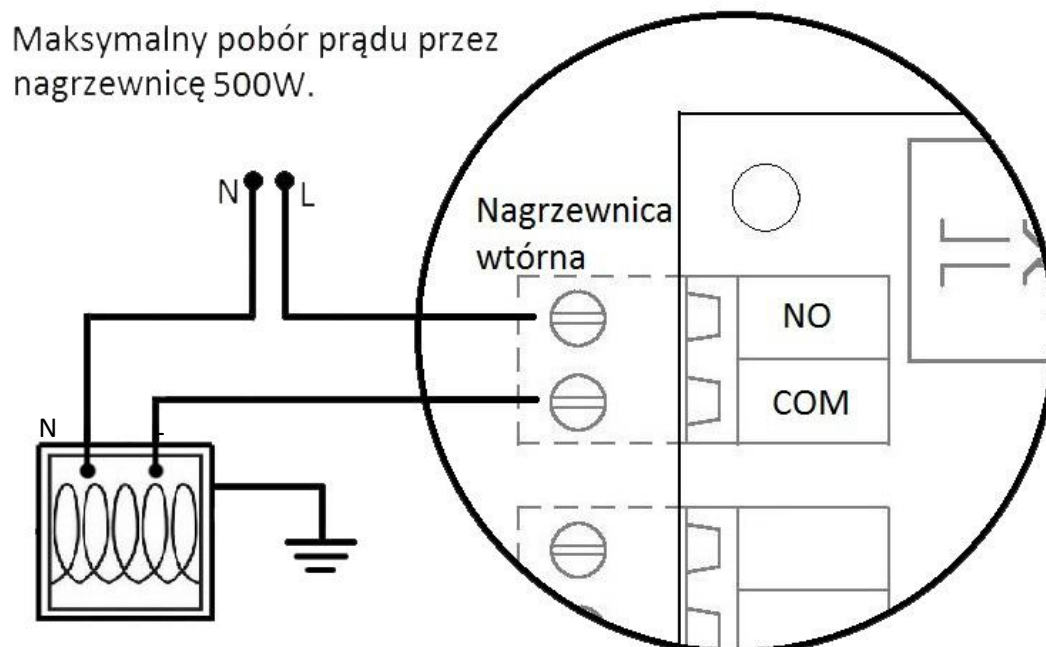 Maksymalny pobór prądu przez
nagrzewnicę 500W.
N L
Nagrzewnica
wtórna
NO
COM
N